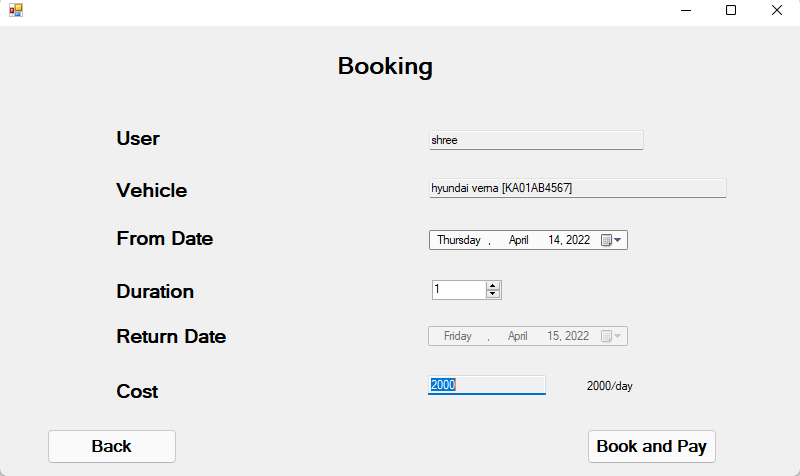 Booking
User shree
Vehicle hyundai verna [KA01AB4567]
From Date Thursday , April 14, 2022
Duration 1
Return Date Friday , April 15, 2022
Cost 2000 2000/day
Back Book and Pay